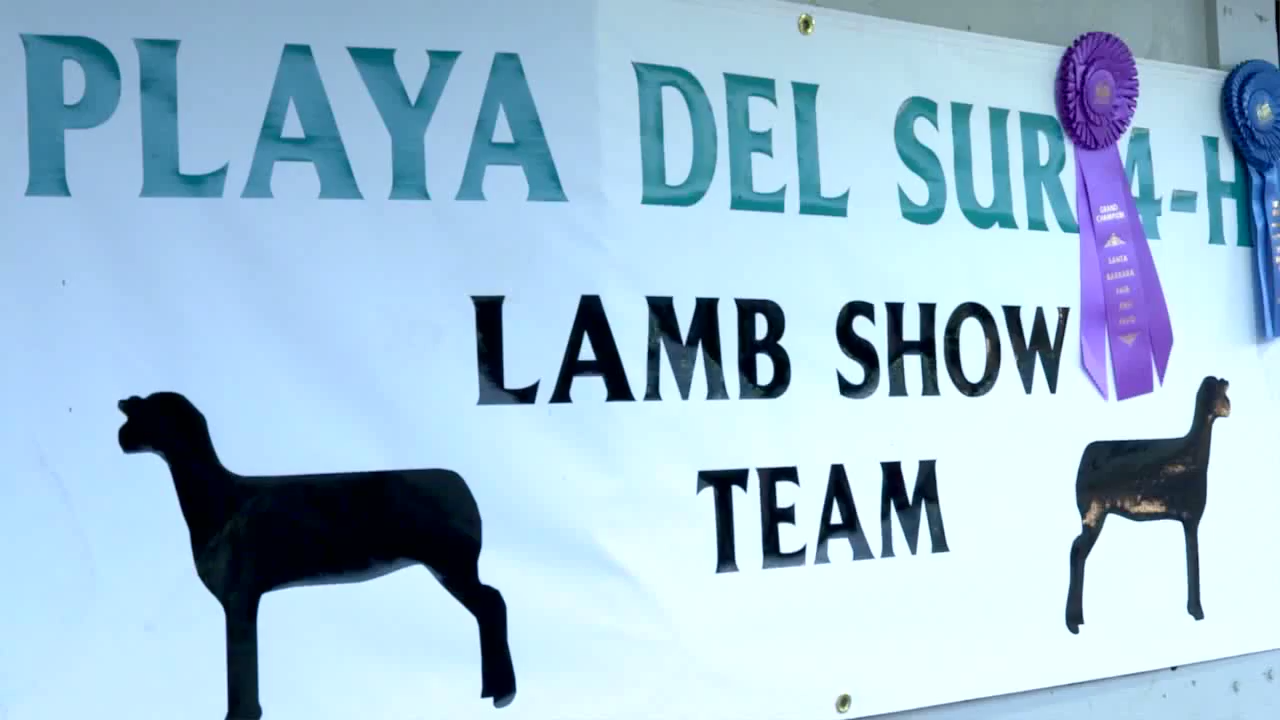 PLAYA DEL SUR 4-H
LAMB SHOW
TEAM
GRAND
CHAMPION
SANTA
BARBARA
FAIR